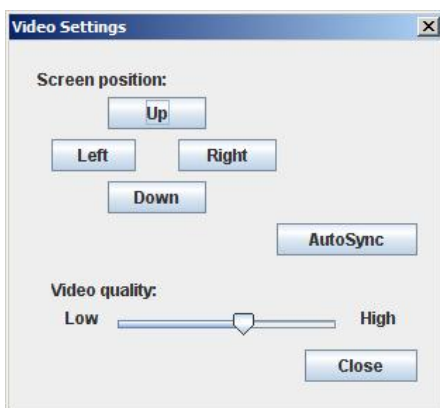 Video Settings
Screen position:
Up
Left Right
Down
AutoSync
Video quality:
Low High
Close